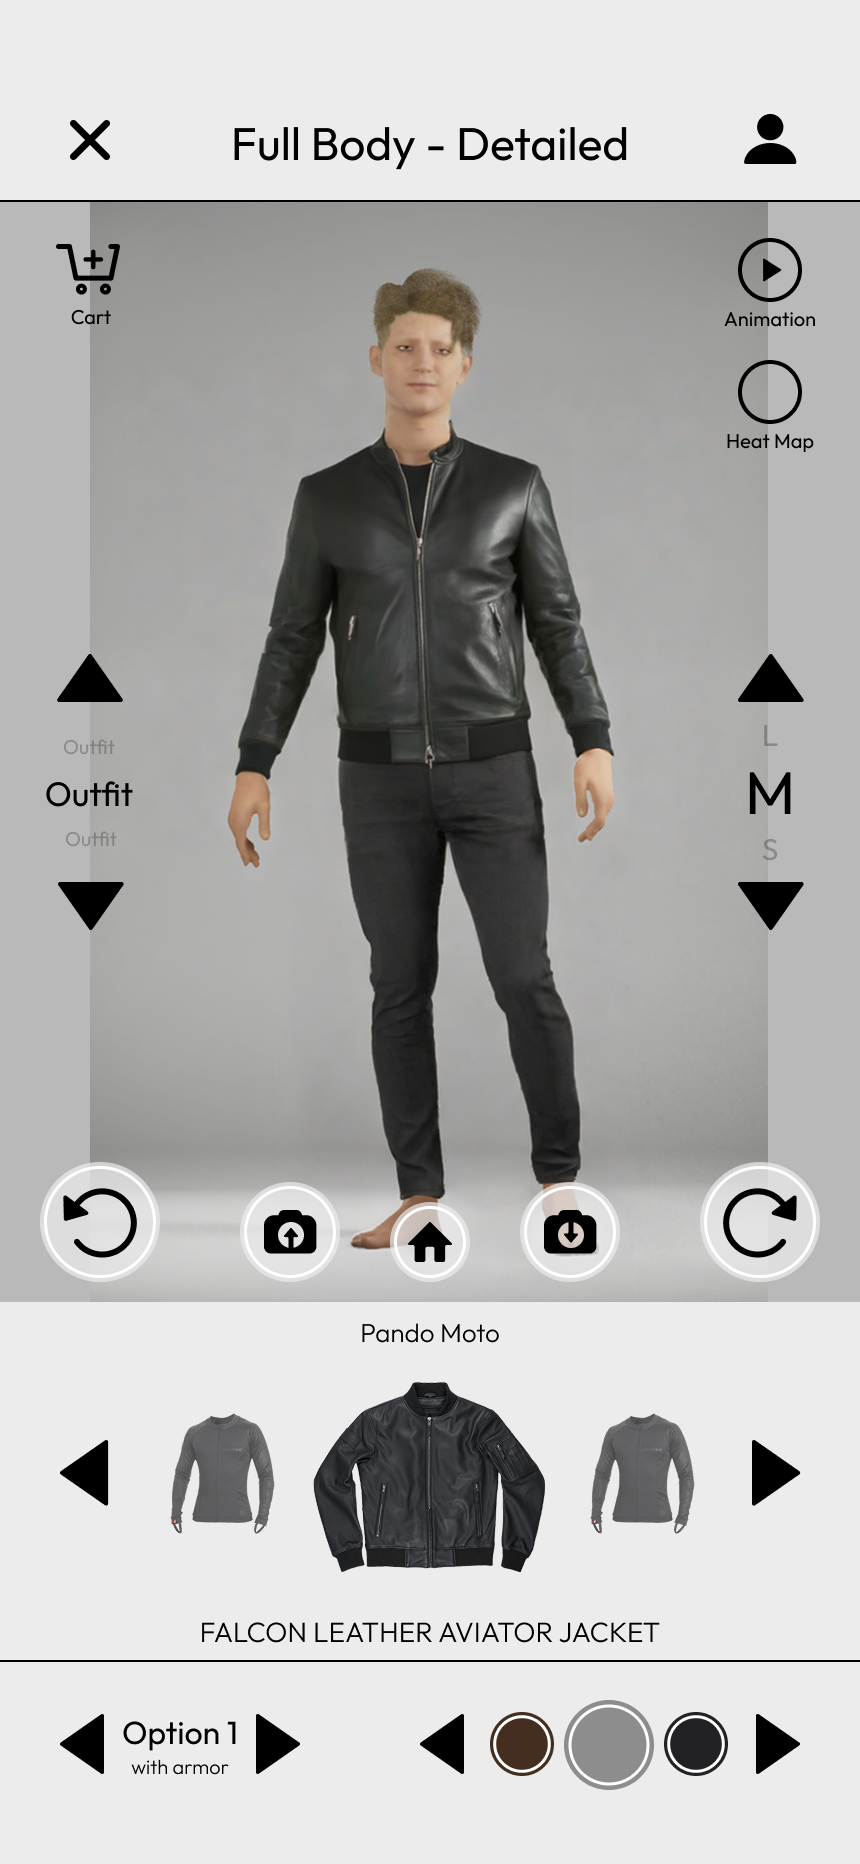 Full Body - Detailed
Cart
Animation
Heat Map
Outfit
Outfit
Outfit
L
M
S
Pando Moto
FALCON LEATHER AVIATOR JACKET
Option 1
with armor